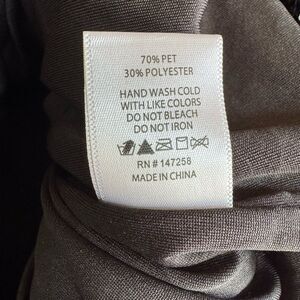 70% PET
30% POLYESTER
HAND WASH COLD
WITH LIKE COLORS
DO NOT BLEACH
DO NOT IRON
RN # 147258
MADE IN CHINA